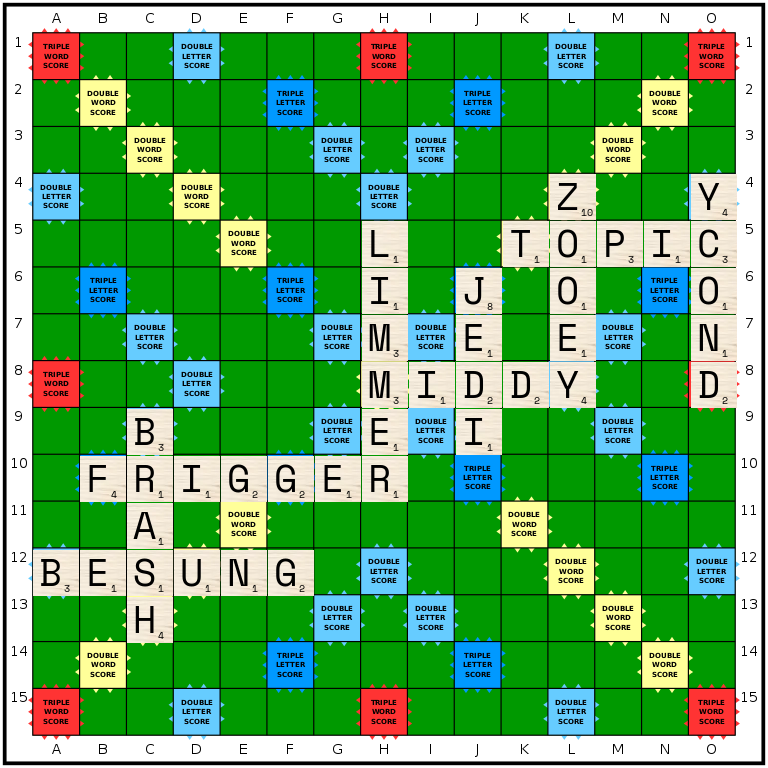 A B C D E F G H I J K L M N O
1 TRIPLE WORD SCORE DOUBLE LETTER SCORE TRIPLE WORD SCORE DOUBLE LETTER SCORE TRIPLE WORD SCORE 1
2 DOUBLE WORD SCORE TRIPLE LETTER SCORE TRIPLE LETTER SCORE DOUBLE WORD SCORE 2
3 DOUBLE WORD SCORE DOUBLE LETTER SCORE DOUBLE LETTER SCORE DOUBLE WORD SCORE 3
4 DOUBLE LETTER SCORE DOUBLE WORD SCORE DOUBLE LETTER SCORE Z10 Y4 4
5 DOUBLE WORD SCORE L1 T1 O1 P3 I1 C1 5
6 TRIPLE LETTER SCORE TRIPLE LETTER SCORE I1 J8 O1 TRIPLE LETTER SCORE O1 6
7 DOUBLE LETTER SCORE DOUBLE LETTER SCORE M3 DOUBLE LETTER SCORE E1 E1 DOUBLE LETTER SCORE N1 7
8 TRIPLE WORD SCORE DOUBLE LETTER SCORE M3 I1 D2 D2 Y4 D2 8
9 B3 DOUBLE LETTER SCORE E1 DOUBLE LETTER SCORE I1 DOUBLE LETTER SCORE 9
10 F4 R1 I1 G2 G2 E1 R1 TRIPLE LETTER SCORE TRIPLE LETTER SCORE 10
11 A1 DOUBLE WORD SCORE DOUBLE WORD SCORE 11
12 B3 E1 S1 U1 N1 G2 DOUBLE LETTER SCORE DOUBLE WORD SCORE DOUBLE LETTER SCORE 12
13 H4 DOUBLE LETTER SCORE DOUBLE LETTER SCORE DOUBLE WORD SCORE 13
14 DOUBLE WORD SCORE TRIPLE LETTER SCORE TRIPLE LETTER SCORE DOUBLE WORD SCORE 14
15 TRIPLE WORD SCORE DOUBLE LETTER SCORE TRIPLE WORD SCORE DOUBLE LETTER SCORE TRIPLE WORD SCORE 15
A B C D E F G H I J K L M N O